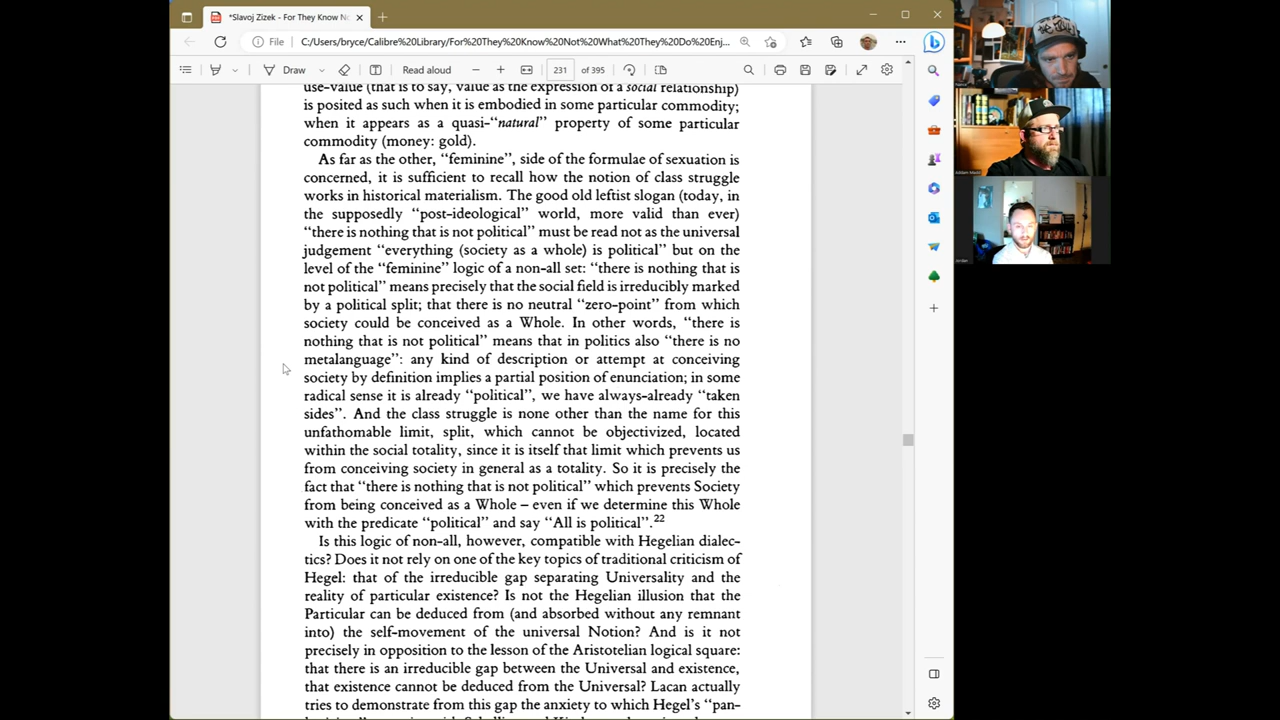 *Slavoj Zizek - For They Know N
File
C:/Users/bryce/Calibre%20Library/For%20They%20Know%20Not%20What%20They%20Do%20Enj...
Draw
Read aloud
231 of 395
use-value (that is to say, value as the expression of a social relationship)
is posited as such when it is embodied in some particular commodity;
when it appears as a quasi-“natural” property of some particular
commodity (money: gold).
As far as the other, “feminine”, side of the formulae of sexuation is
concerned, it is sufficient to recall how the notion of class struggle
works in historical materialism. The good old leftist slogan (today, in
the supposedly “post-ideological” world, more valid than ever)
“there is nothing that is not political” must be read not as the universal
judgement “everything (society as a whole) is political” but on the
level of the “feminine” logic of a non-all set: “there is nothing that is
not political” means precisely that the social field is irreducibly marked
by a political split; that there is no neutral “zero-point” from which
society could be conceived as a Whole. In other words, “there is
nothing that is not political” means that in politics also “there is no
metalanguage”: any kind of description or attempt at conceiving
society by definition implies a partial position of enunciation; in some
radical sense it is already “political”, we have always-already “taken
sides”. And the class struggle is none other than the name for this
unfathomable limit, split, which cannot be objectivized, located
within the social totality, since it is itself that limit which prevents us
from conceiving society in general as a totality. So it is precisely the
fact that “there is nothing that is not political” which prevents Society
from being conceived as a Whole – even if we determine this Whole
with the predicate “political” and say “All is political”.22
Is this logic of non-all, however, compatible with Hegelian dialec-
tics? Does it not rely on one of the key topics of traditional criticism of
Hegel: that of the irreducible gap separating Universality and the
reality of particular existence? Is not the Hegelian illusion that the
Particular can be deduced from (and absorbed without any remnant
into) the self-movement of the universal Notion? And is it not
precisely in opposition to the lesson of the Aristotelian logical square:
that there is an irreducible gap between the Universal and existence,
that existence cannot be deduced from the Universal? Lacan actually
tries to demonstrate from this gap the anxiety to which Hegel’s “pan-